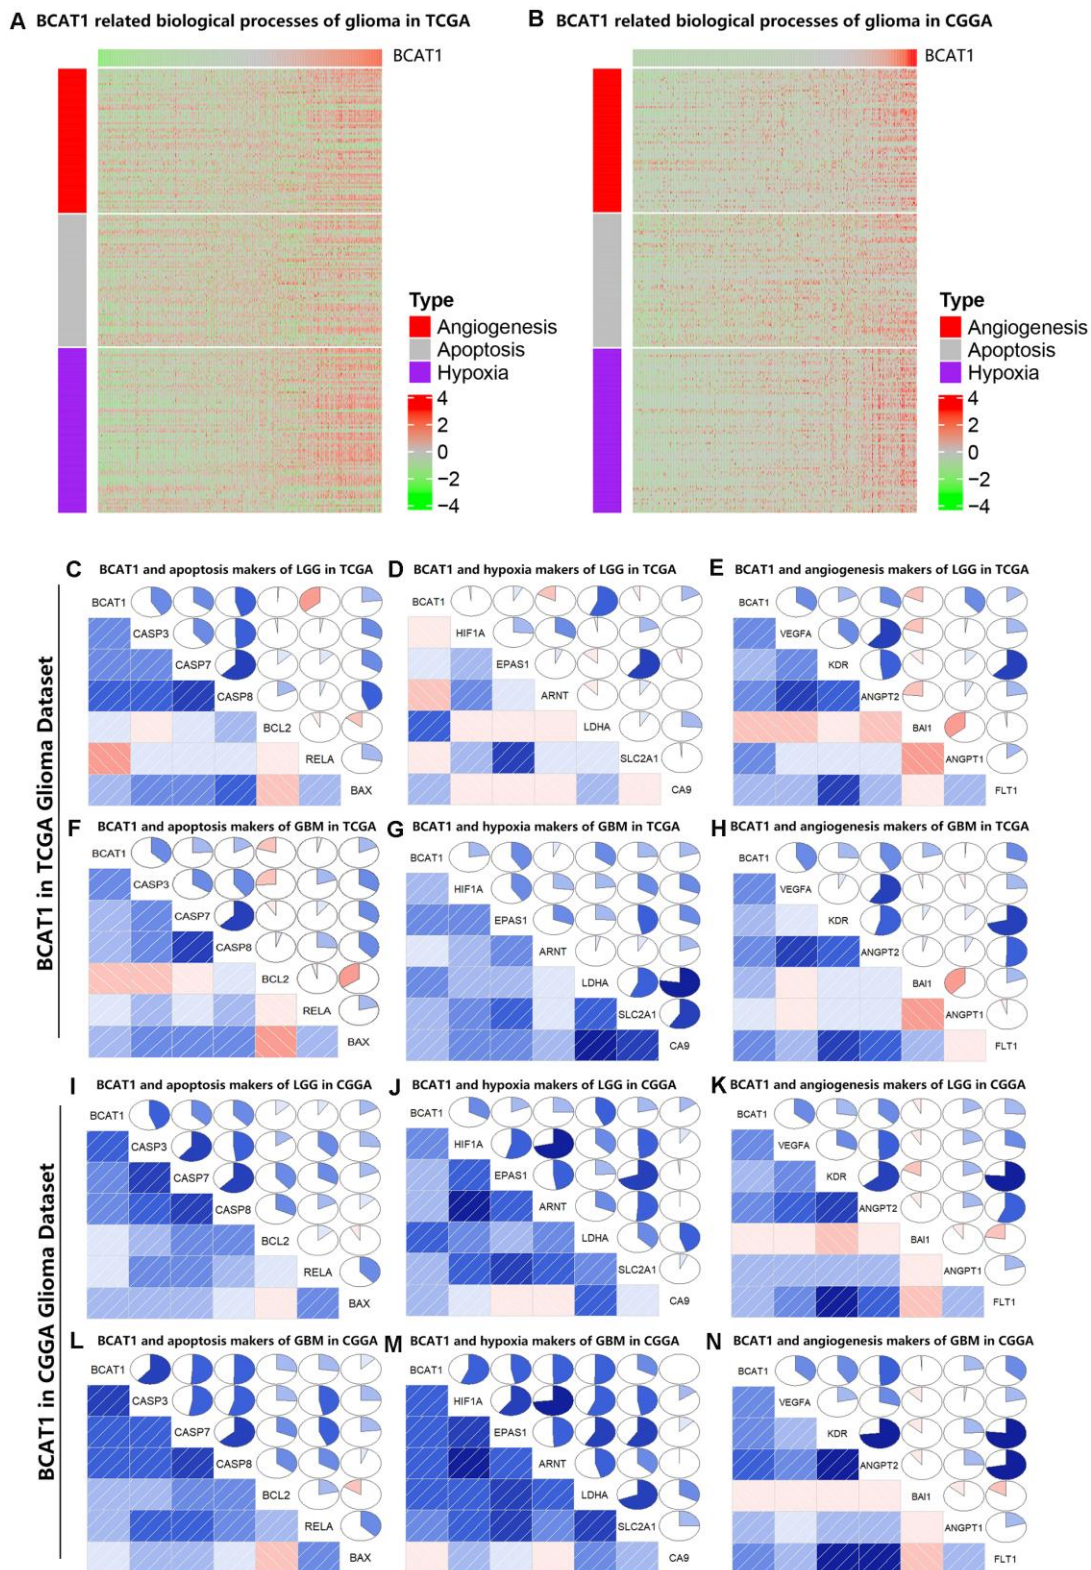 A BCAT1 related biological processes of glioma in TCGA
B BCAT1 related biological processes of glioma in CGGA
BCAT1
BCAT1
Type
Angiogenesis
Apoptosis
Hypoxia
4
2
0
−2
−4
Type
Angiogenesis
Apoptosis
Hypoxia
4
2
0
−2
−4
BCAT1 in TCGA Glioma Dataset
C BCAT1 and apoptosis makers of LGG in TCGA
BCAT1
CASP3
CASP7
CASP8
BCL2
RELA
BAX
D BCAT1 and hypoxia makers of LGG in TCGA
BCAT1
HIF1A
EPAS1
ARNT
LDHA
SLC2A1
CA9
E BCAT1 and angiogenesis makers of LGG in TCGA
BCAT1
VEGFA
KDR
ANGPT2
BAI1
ANGPT1
FLT1
F BCAT1 and apoptosis makers of GBM in TCGA
BCAT1
CASP3
CASP7
CASP8
BCL2
RELA
BAX
G BCAT1 and hypoxia makers of GBM in TCGA
BCAT1
HIF1A
EPAS1
ARNT
LDHA
SLC2A1
CA9
H BCAT1 and angiogenesis makers of GBM in TCGA
BCAT1
VEGFA
KDR
ANGPT2
BAI1
ANGPT1
FLT1
BCAT1 in CGGA Glioma Dataset
I BCAT1 and apoptosis makers of LGG in CGGA
BCAT1
CASP3
CASP7
CASP8
BCL2
RELA
BAX
J BCAT1 and hypoxia makers of LGG in CGGA
BCAT1
HIF1A
EPAS1
ARNT
LDHA
SLC2A1
CA9
K BCAT1 and angiogenesis makers of LGG in CGGA
BCAT1
VEGFA
KDR
ANGPT2
BAI1
ANGPT1
FLT1
L BCAT1 and apoptosis makers of GBM in CGGA
BCAT1
CASP3
CASP7
CASP8
BCL2
RELA
BAX
M BCAT1 and hypoxia makers of GBM in CGGA
BCAT1
HIF1A
EPAS1
ARNT
LDHA
SLC2A1
CA9
N BCAT1 and angiogenesis makers of GBM in CGGA
BCAT1
VEGFA
KDR
ANGPT2
BAI1
ANGPT1
FLT1